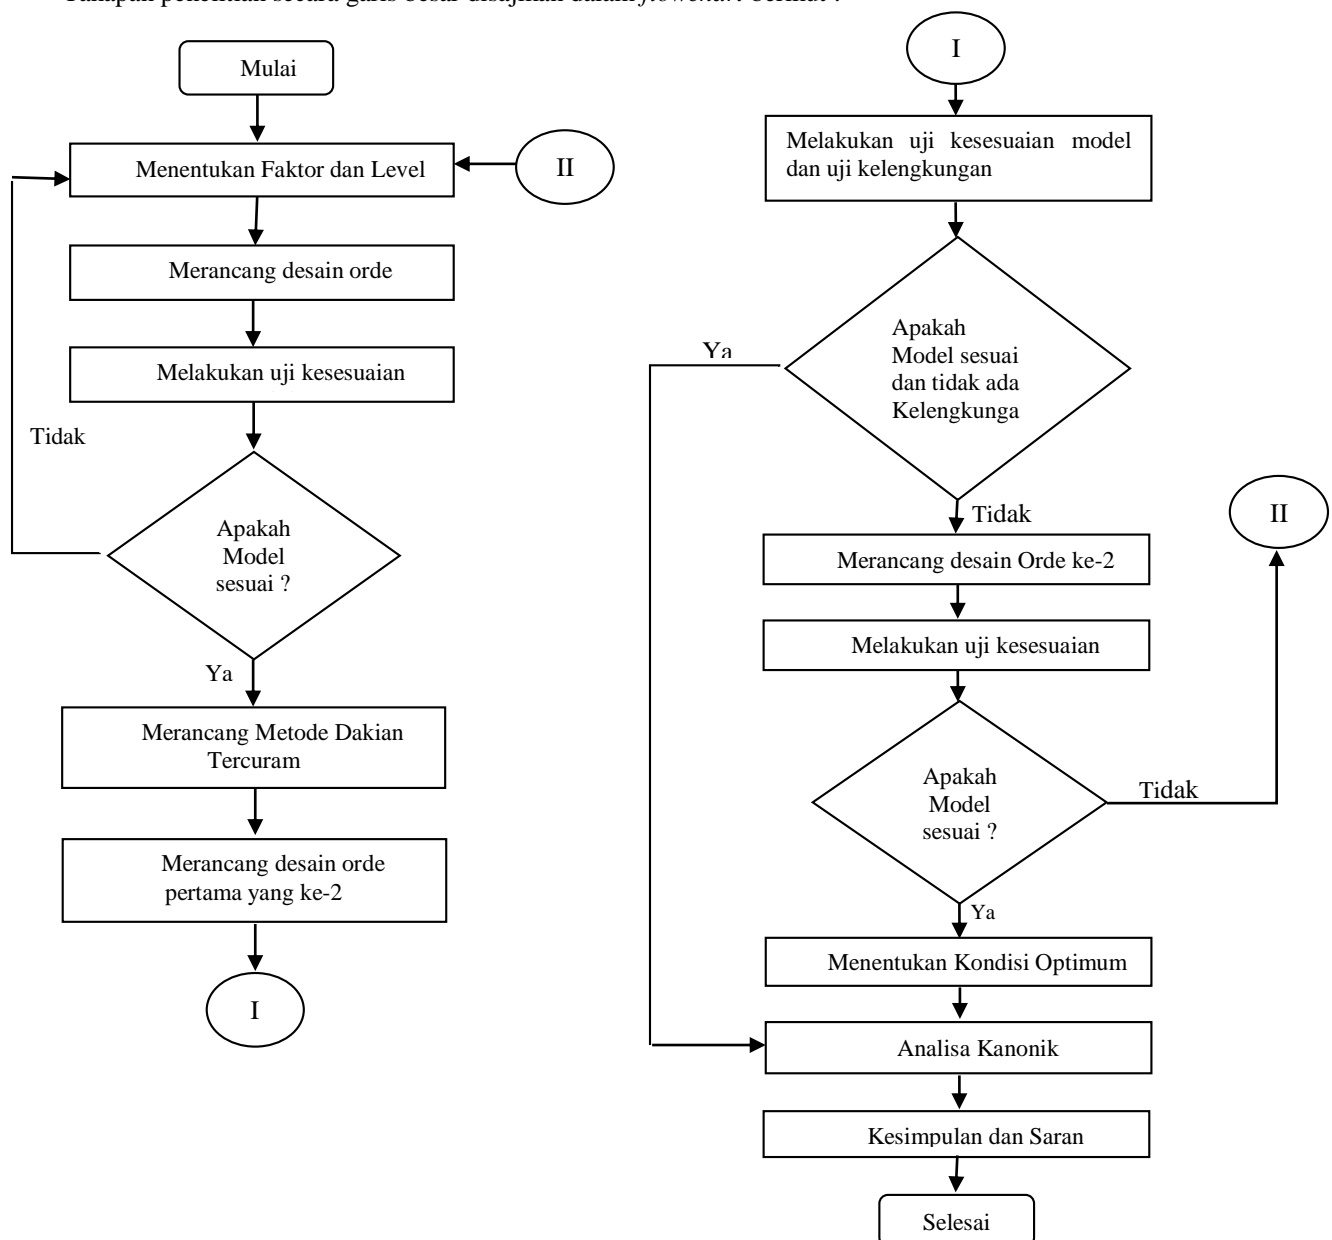 Mulai
Menentukan Faktor dan Level
II
Merancang desain orde
Melakukan uji kesesuaian
Tidak
Apakah
Model
sesuai ?
Ya
Merancang Metode Dakian
Tercuram
Merancang desain orde
pertama yang ke-2
I
I
Melakukan uji kesesuaian model
dan uji kelengkungan
Apakah
Model sesuai
dan tidak ada
Kelengkunga
Ya
Tidak
Merancang desain Orde ke-2
Melakukan uji kesesuaian
Apakah
Model
sesuai ?
Tidak
II
Ya
Menentukan Kondisi Optimum
Analisa Kanonik
Kesimpulan dan Saran
Selesai